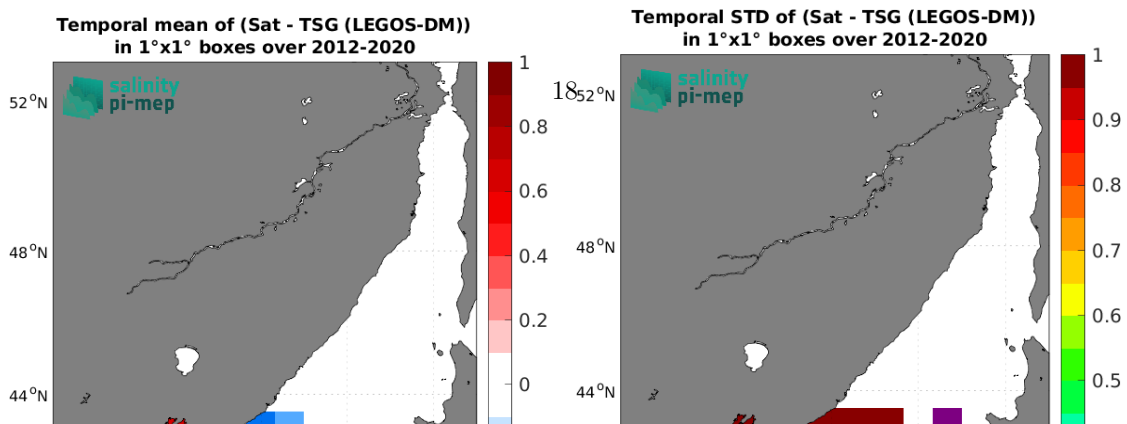 Temporal mean of (Sat - TSG (LEGOS-DM))
in 1°x1° boxes over 2012-2020
salinity
pi-mep
52°N
48°N
44°N
1
0.8
0.6
0.4
0.2
0
18
Temporal STD of (Sat - TSG (LEGOS-DM))
in 1°x1° boxes over 2012-2020
salinity
pi-mep
52°N
48°N
44°N
1
0.9
0.8
0.7
0.6
0.5